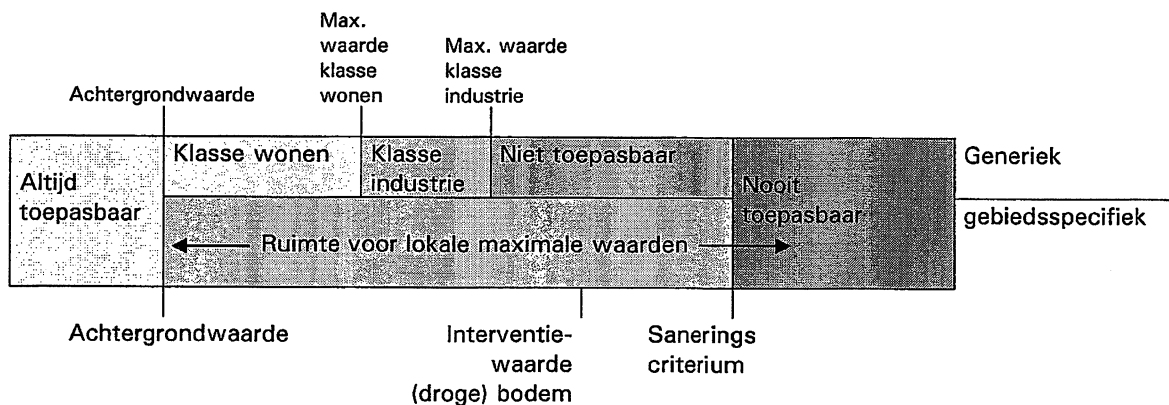 Max.
waarde
klasse
wonen
Max. waarde
klasse
industrie
Achtergrondwaarde
Altijd
toepasbaar
Klasse wonen
Klasse
industrie
Niet toepasbaar
Nooit
toepasbaar
Generiek
gebiedsspecifiek
Ruimte voor lokale maximale waarden
Achtergrondwaarde
Interventie-
waarde
(droge) bodem
Sanerings
criterium